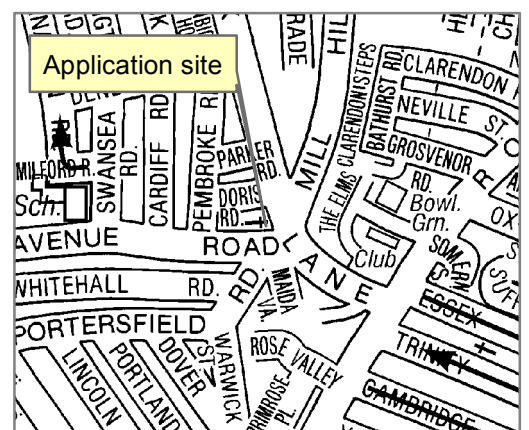 Application site
RADE
HILL
MILL
LANE
CLARENDON STEPS
BATHURST RD.
CLARENDON
NEVILLE ST.
GROSVENOR
RD.
THE ELMS
Bowl.
Grn.
Club
OX
MILFORD R.
Sch.
SWANSEA
RD.
CARDIFF RD.
PEMBROKE R
PARKER
RD.
DORIS
RD.
AVENUE ROAD
WHITEHALL RD.
RD.
PORTERSFIELD
MAIDA
VA.
ROSE VALLEY
WARWICK
PRIMROSE
PL.
LINCOLN
PORTLAND
DOVER
ST.
ESSEX
TRINITY
CAMBRIDGE